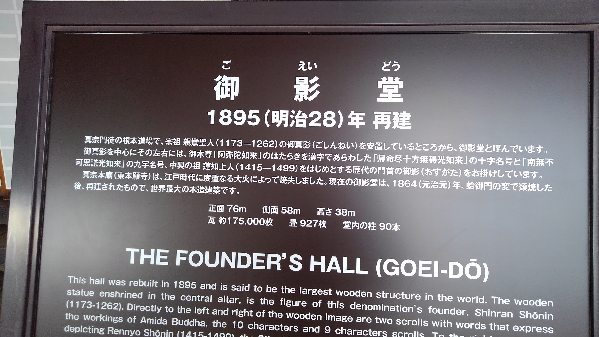 ご えい どう
御影堂
1895(明治28)年 再建
真宗門徒の根本道場で、宗祖 親鸞聖人(1173−1262)の御真影(ごしんねい)を安置しているところから、御影堂と呼んでいます。
御真影を中心にその左右には、御本尊「阿弥陀如来」のはたらきを漢字であらわした「帰命尽十方無碍光如来」の十字名号と「南無不
可思議光如来」の九字名号、中興の祖 蓮如上人(1415−1499)をはじめとする歴代の門首の御影(おすがた)をお掛けしています。
真宗本廟(東本願寺)は、江戸時代に度重なる大火によって焼失しました。現在の御影堂は、1864(元治元)年、蛤御門の変で類焼した
後、再建されたもので、世界最大の木造建築です。
正面 76m 側面 58m 高さ 38m
瓦 約175,000枚 畳 927枚 堂内の柱 90本
THE FOUNDER'S HALL (GOEI-DŌ)
This hall was rebuilt in 1895 and is said to be the largest wooden structure in the world. The wooden
statue enshrined in the central altar, is the figure of this denomination's founder, Shinran Shōnin
(1173-1262). Directly to the left and right of the wooden image are two scrolls with words that express
the workings of Amida Buddha, the 10 characters and 9 characters scrolls. To the
depicting Rennyo Shōnin (1415-1499), the